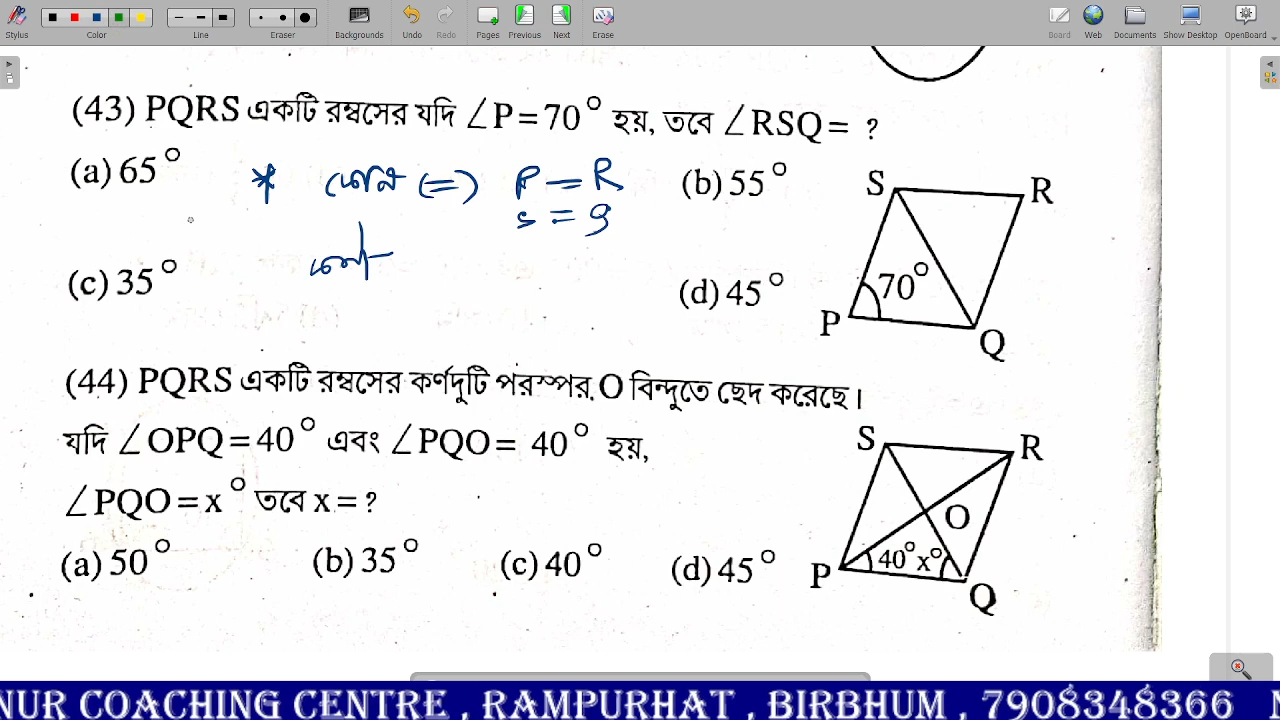 Stylus Color Line Eraser Backgrounds Undo Redo Pages Previous Next Erase Board Web Documents Show Desktop OpenBoard
(43) PQRS একটি রম্বসের যদি ∠P=70° হয়, তবে ∠RSQ= ?
(a) 65° (b) 55°
* (=) P = R
S = Q
(c) 35° (d) 45°
S R
70°
P Q
(44) PQRS একটি রম্বসের কর্ণদুটি পরস্পর O বিন্দুতে ছেদ করেছে।
যদি ∠OPQ=40° এবং ∠PQO= 40° হয়,
∠PQO=x° তবে x= ?
(a) 50° (b) 35° (c) 40° (d) 45°
S R
O
40° x°
P Q
NUR COACHING CENTRE , RAMPURHAT , BIRBHUM , 7908348366